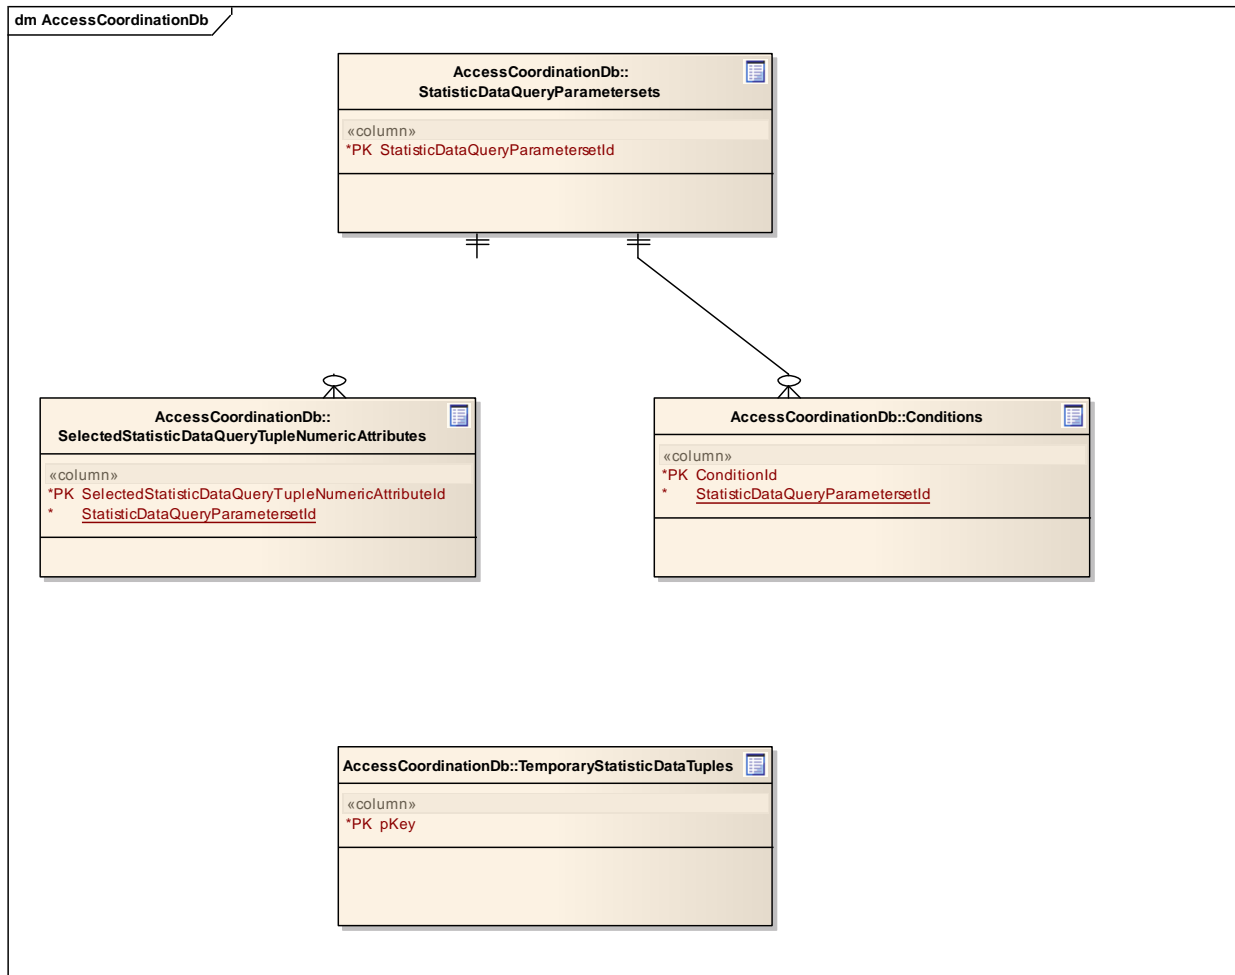 dm AccessCoordinationDb
AccessCoordinationDb::
StatisticDataQueryParametersets
«column»
*PK StatisticDataQueryParametersetId
AccessCoordinationDb::
SelectedStatisticDataQueryTupleNumericAttributes
«column»
*PK SelectedStatisticDataQueryTupleNumericAttributeId
* StatisticDataQueryParametersetId
AccessCoordinationDb::Conditions
«column»
*PK ConditionId
* StatisticDataQueryParametersetId
AccessCoordinationDb::TemporaryStatisticDataTuples
«column»
*PK pKey